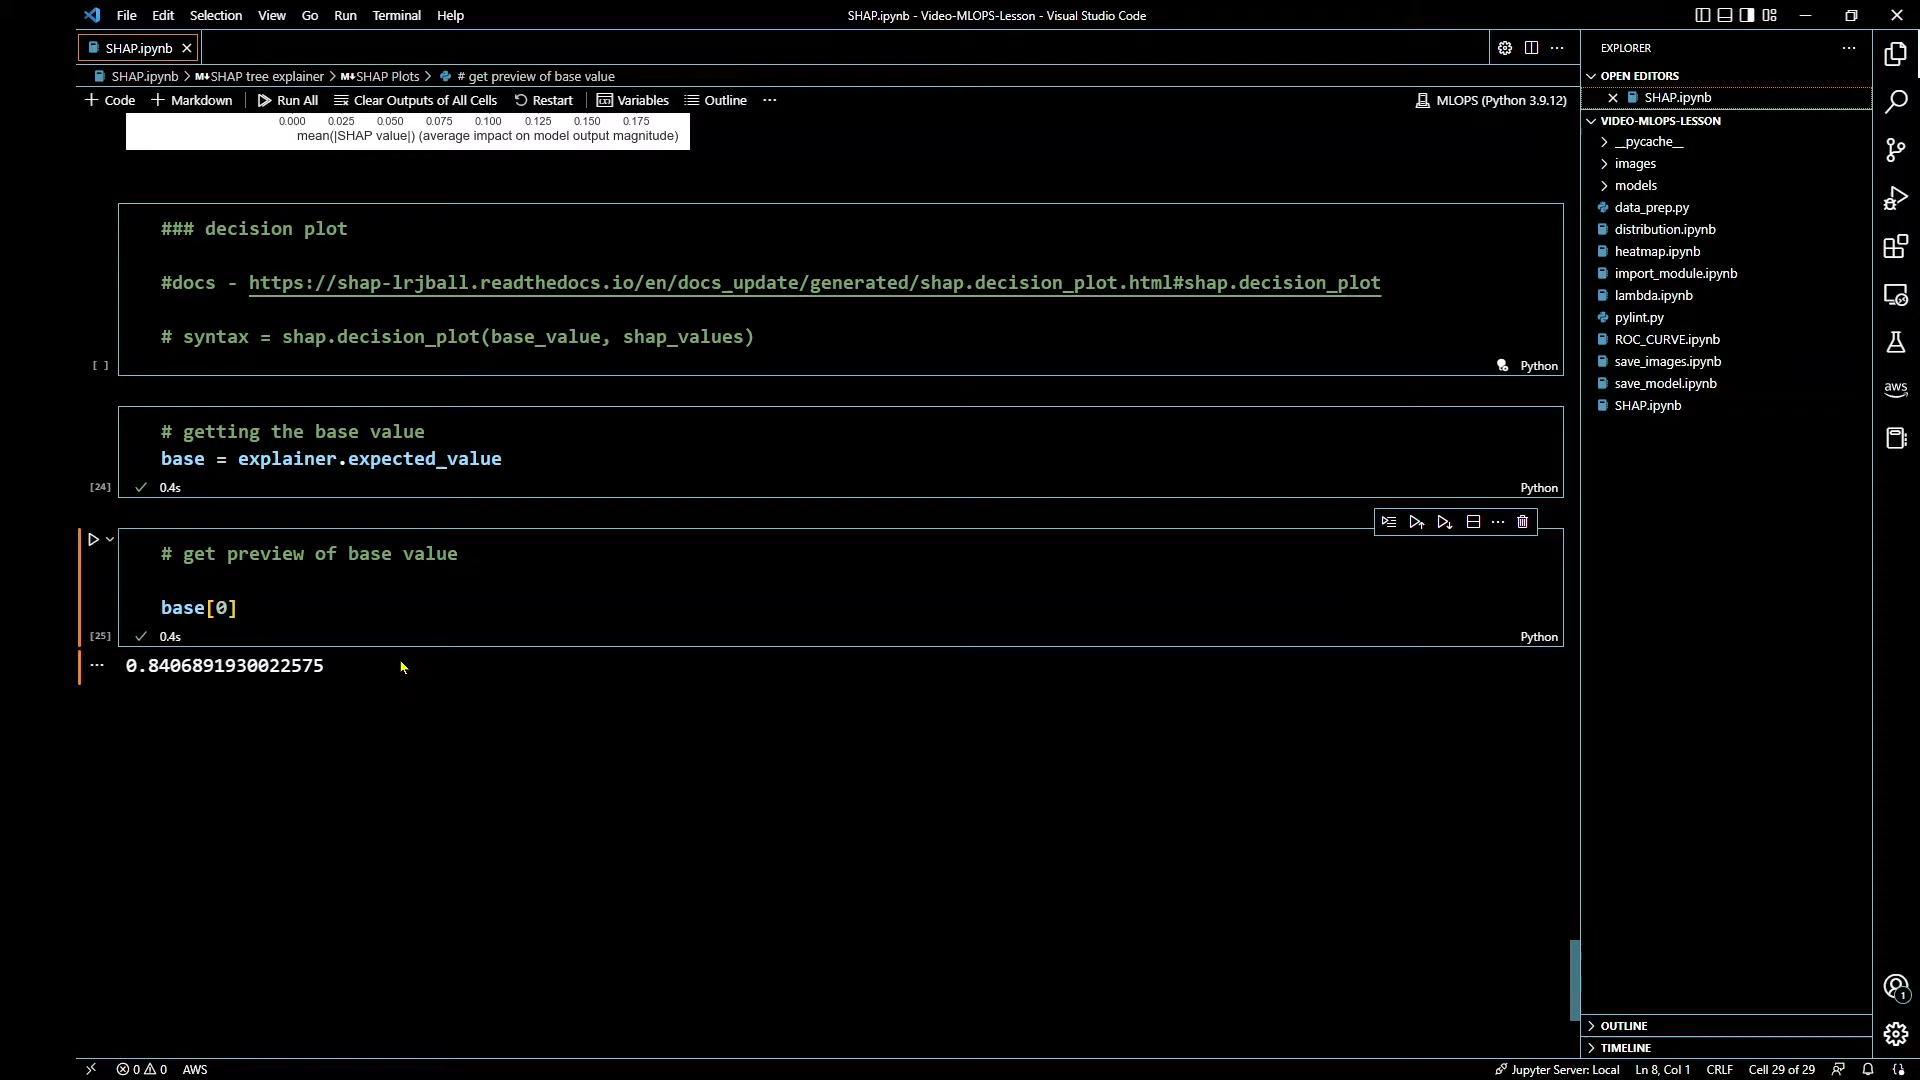 File Edit Selection View Go Run Terminal Help
SHAP.ipynb - Video-MLOPS-Lesson - Visual Studio Code
SHAP.ipynb
SHAP.ipynb > M↓SHAP tree explainer > M↓SHAP Plots > # get preview of base value
+ Code + Markdown Run All Clear Outputs of All Cells Restart Variables Outline ...
MLOPS (Python 3.9.12)
0.000 0.025 0.050 0.075 0.100 0.125 0.150 0.175
mean(|SHAP value|) (average impact on model output magnitude)
### decision plot
#docs - https://shap-lrjball.readthedocs.io/en/docs_update/generated/shap.decision_plot.html#shap.decision_plot
# syntax = shap.decision_plot(base_value, shap_values)
[ ]
Python
# getting the base value
base = explainer.expected_value
[24] 0.4s
Python
# get preview of base value
base[0]
[25] 0.4s
Python
... 0.8406891930022575
EXPLORER
OPEN EDITORS
SHAP.ipynb
VIDEO-MLOPS-LESSON
__pycache__
images
models
data_prep.py
distribution.ipynb
heatmap.ipynb
import_module.ipynb
lambda.ipynb
pylint.py
ROC_CURVE.ipynb
save_images.ipynb
save_model.ipynb
SHAP.ipynb
OUTLINE
TIMELINE
aws
1
0 0 AWS
Jupyter Server: Local Ln 8, Col 1 CRLF Cell 29 of 29